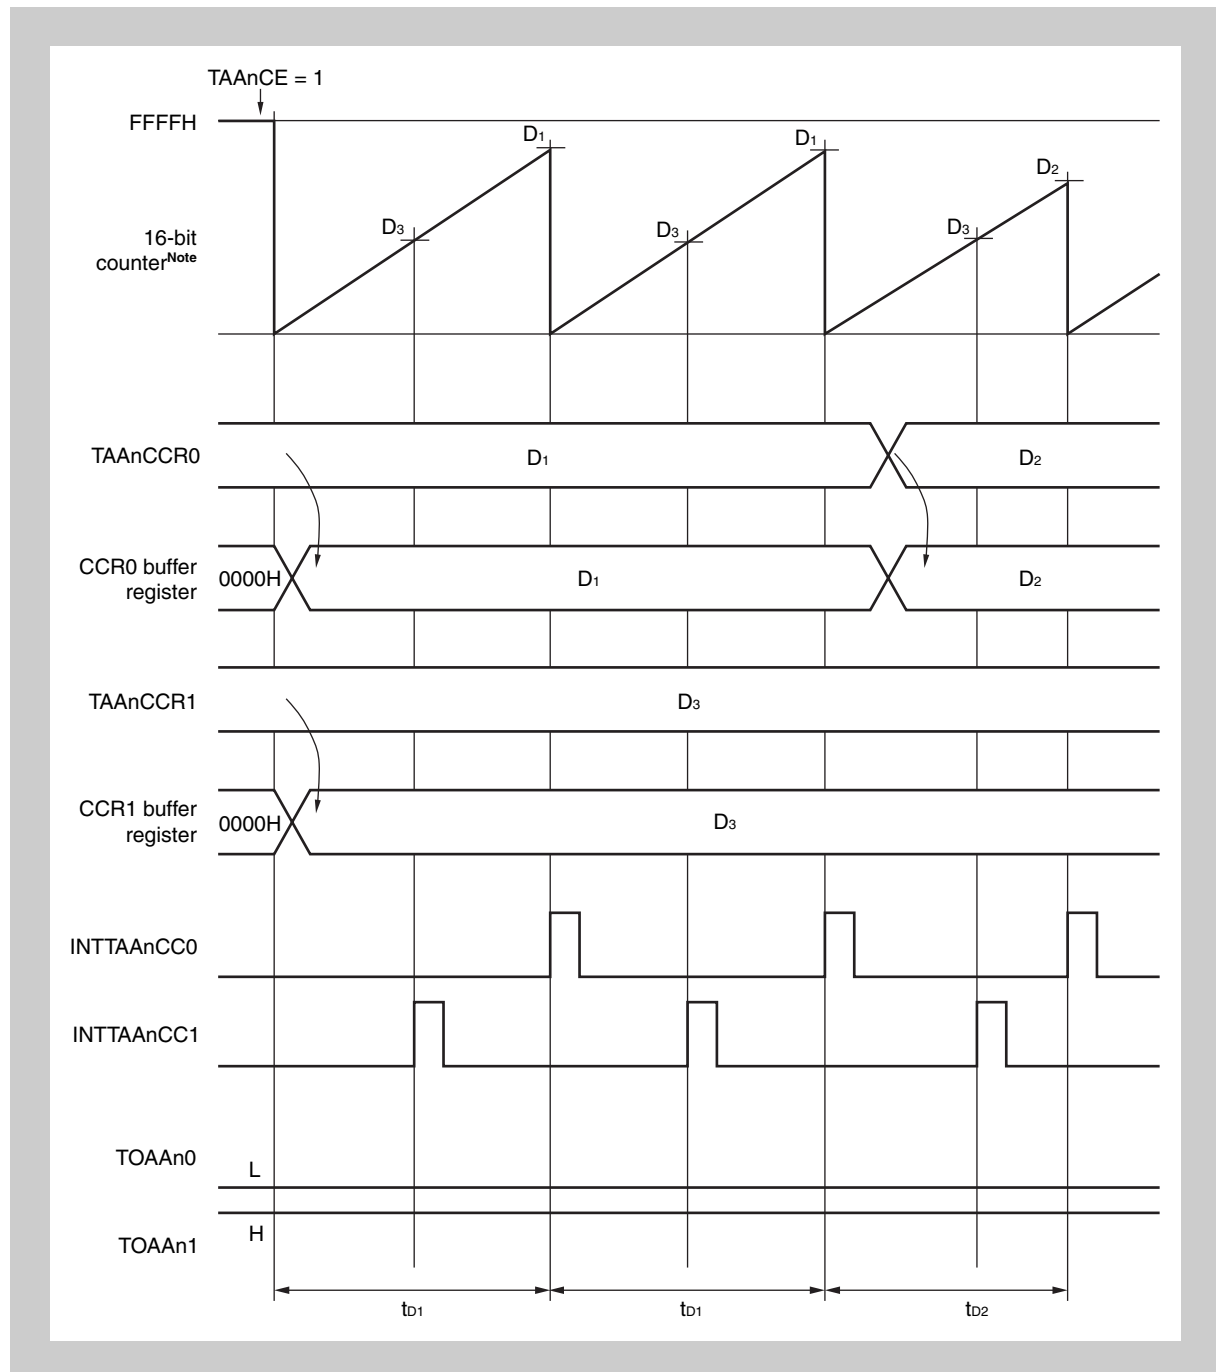 TAAnCE = 1
FFFFH
D1
D1
D2
D3
D3
D3
16-bit
counterNote
TAAnCCR0
D1
D2
CCR0 buffer
register
0000H
D1
D2
TAAnCCR1
D3
CCR1 buffer
register
0000H
D3
INTTAAnCC0
INTTAAnCC1
TOAAn0
L
H
TOAAn1
tD1
tD1
tD2